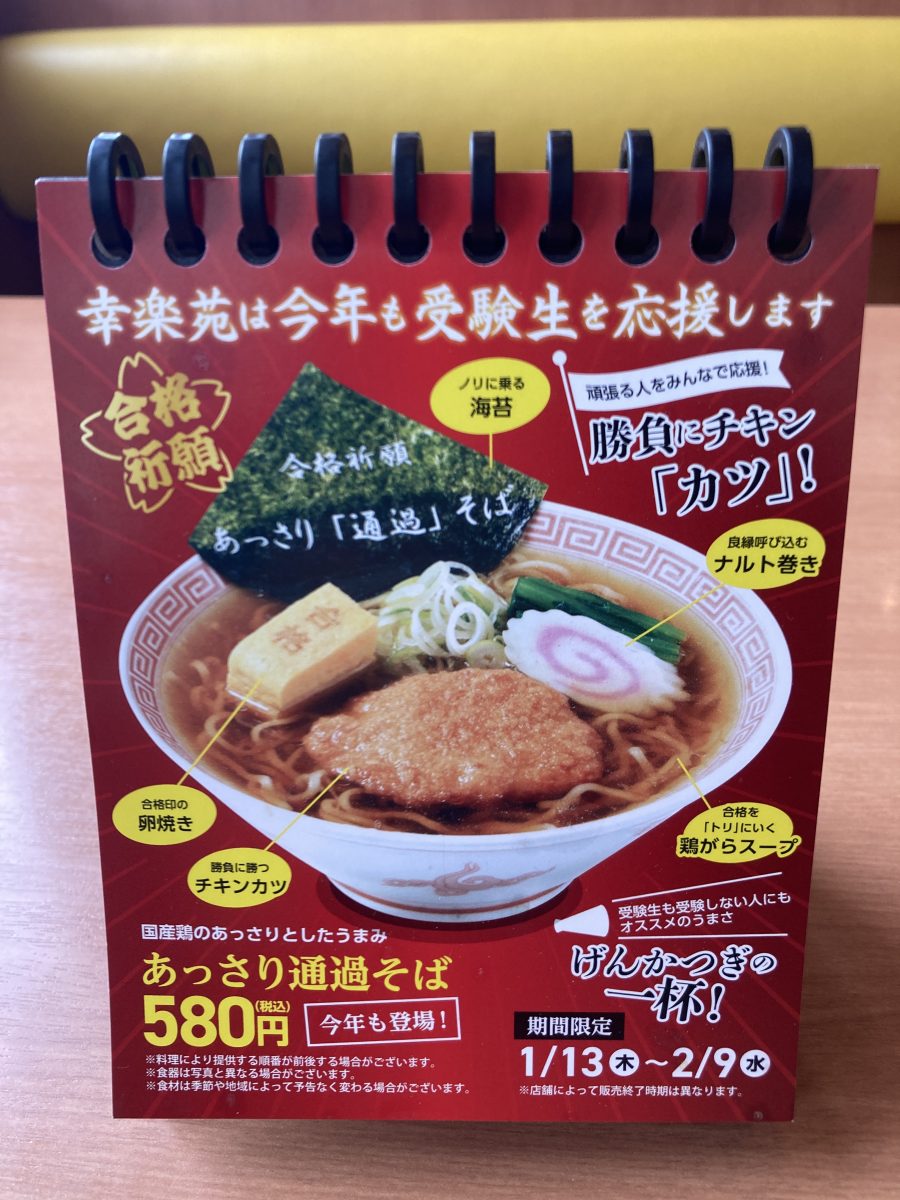 幸楽苑は今年も受験生を応援します
合格
祈願
合格祈願
あっさり「通過」そば
ノリに乗る
海苔
頑張る人をみんなで応援!
勝負にチキン
「カツ」!
良縁呼び込む
ナルト巻き
合格
合格印の
卵焼き
勝負に勝つ
チキンカツ
合格を
「トリ」にいく
鶏がらスープ
国産鶏のあっさりとしたうまみ
あっさり通過そば
580円(税込)
今年も登場!
※料理により提供する順番が前後する場合がございます。
※食器は写真と異なる場合がございます。
※食材は季節や地域によって予告なく変わる場合がございます。
受験生も受験しない人にも
オススメのうまさ
げんかつぎの
一杯!
期間限定
1/13木〜2/9水
※店舗によって販売終了時期は異なります。